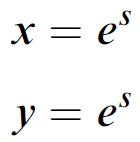 x = e^s
y = e^s